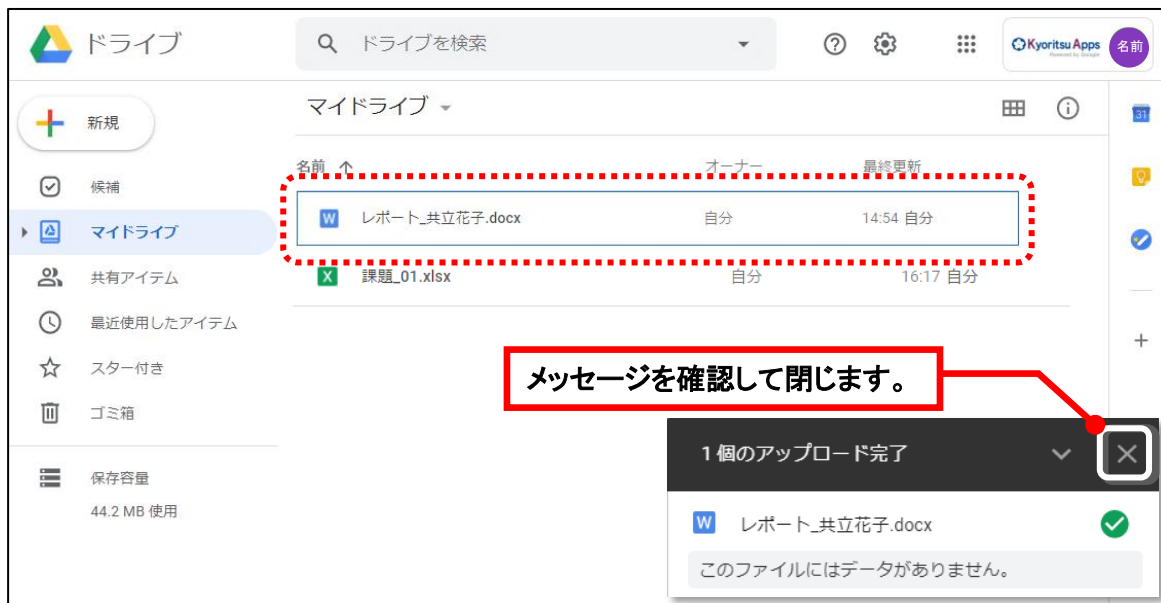 ドライブ
ドライブを検索
Kyoritsu Apps
Powered by Google
名前
新規
マイドライブ
31
名前 オーナー 最終更新
候補
W レポート_共立花子.docx 自分 14:54 自分
マイドライブ
X 課題_01.xlsx 自分 16:17 自分
共有アイテム
最近使用したアイテム
スター付き
メッセージを確認して閉じます。
ゴミ箱
1 個のアップロード完了
保存容量
44.2 MB 使用
W レポート_共立花子.docx
このファイルにはデータがありません。